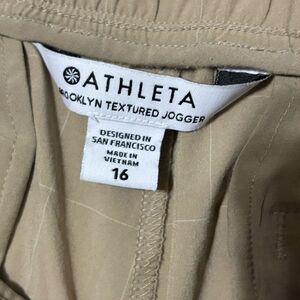 ATHLETA
BROOKLYN TEXTURED JOGGER
DESIGNED IN
SAN FRANCISCO
MADE IN
VIETNAM
16